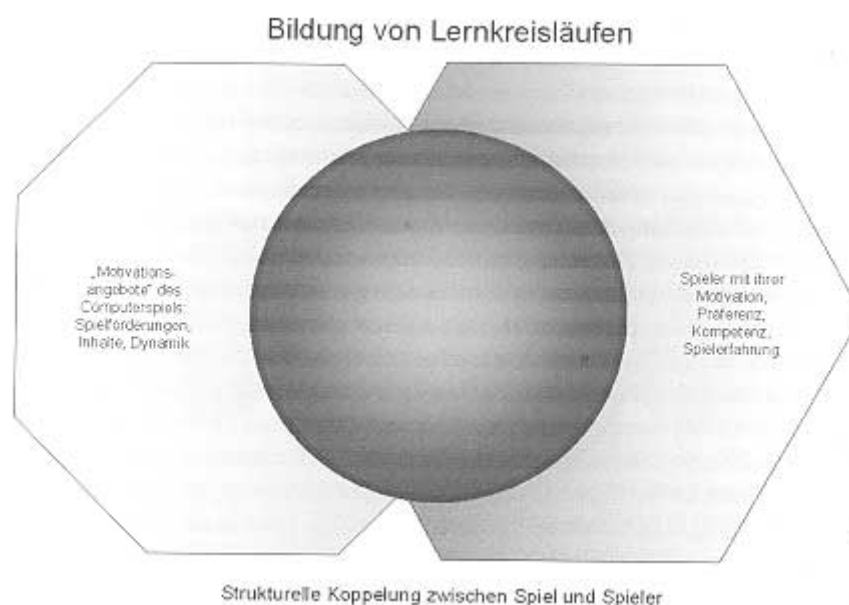 Bildung von Lernkreisläufen
„Motivations-
angebote" des
Computerspiels:
Spielforderungen,
Inhalte, Dynamik
Spieler mit ihrer
Motivation,
Präferenz,
Kompetenz,
Spielerfahrung
Strukturelle Koppelung zwischen Spiel und Spieler